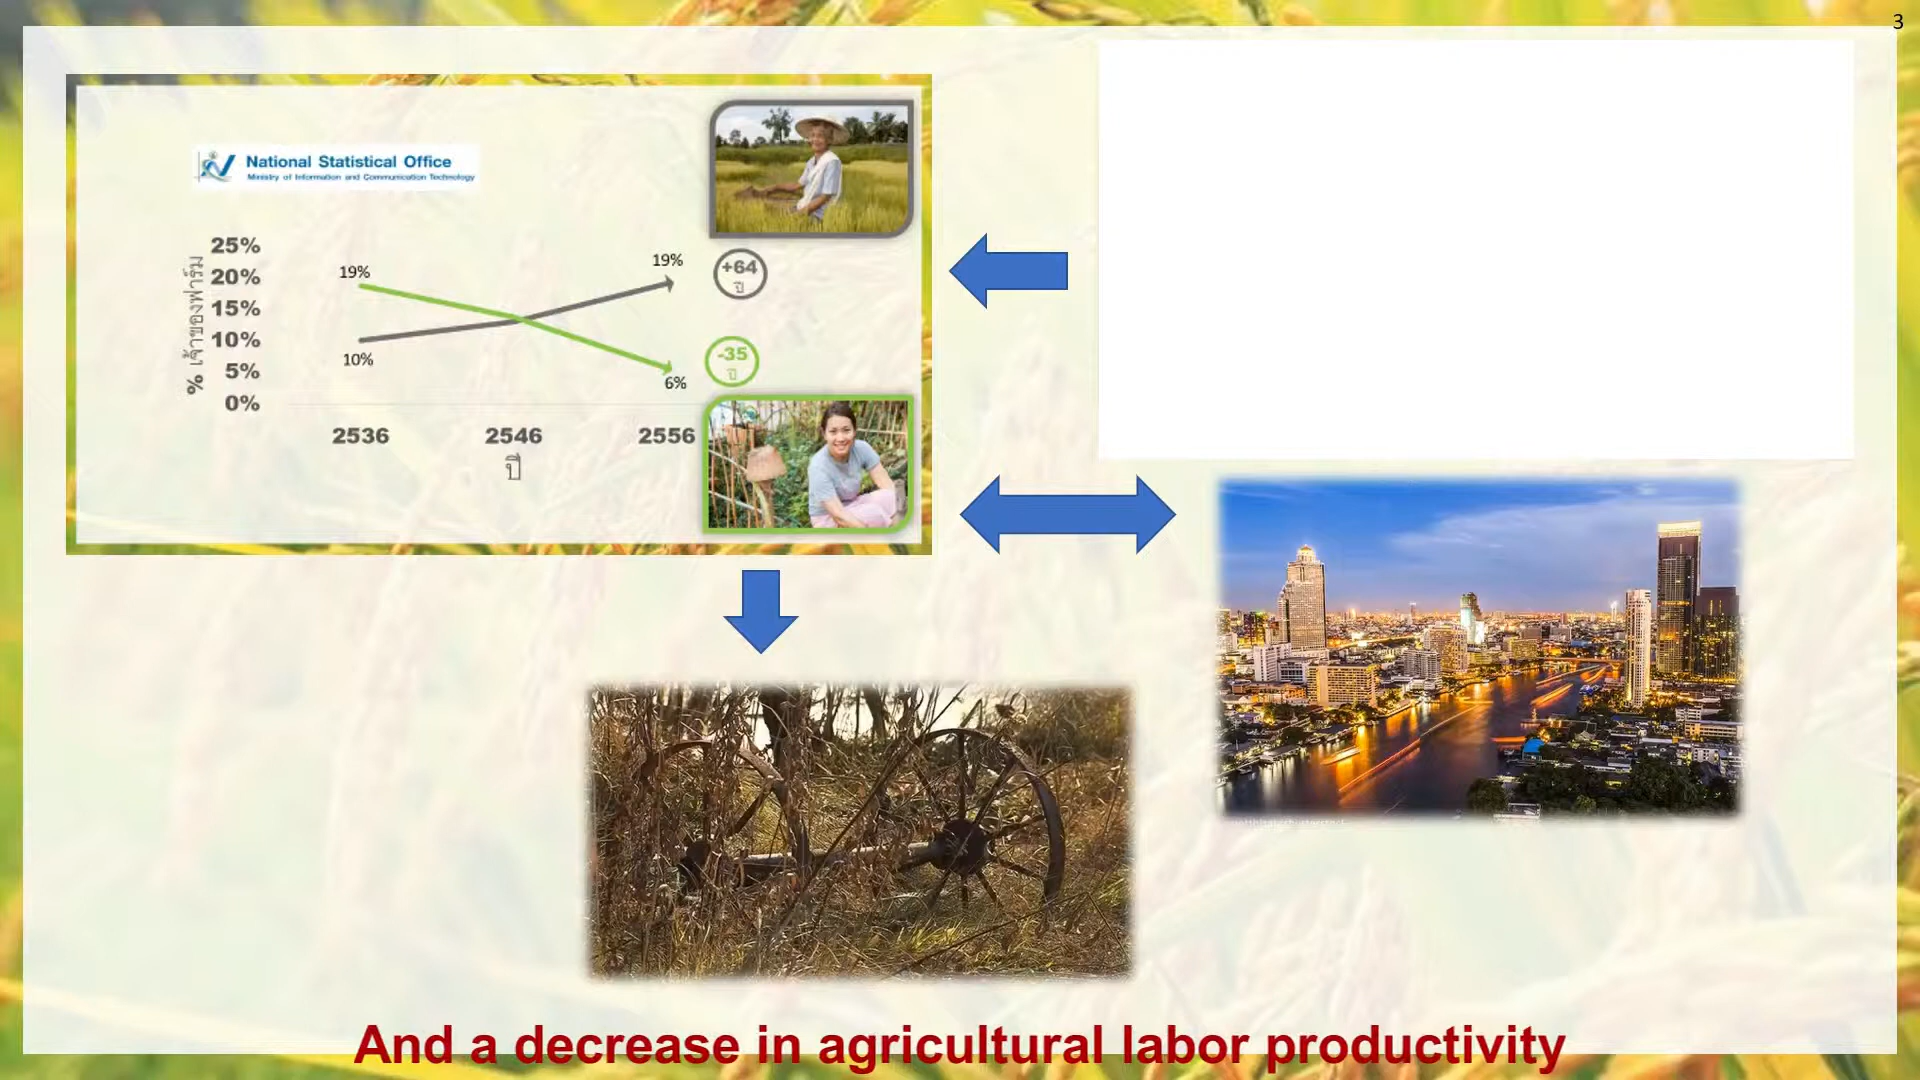 3
National Statistical Office
Ministry of Information and Communication Technology
% เจ้าของฟาร์ม
25%
20%
15%
10%
5%
0%
19%
10%
19%
6%
+64
ปี
-35
ปี
2536
2546
2556
ปี
And a decrease in agricultural labor productivity